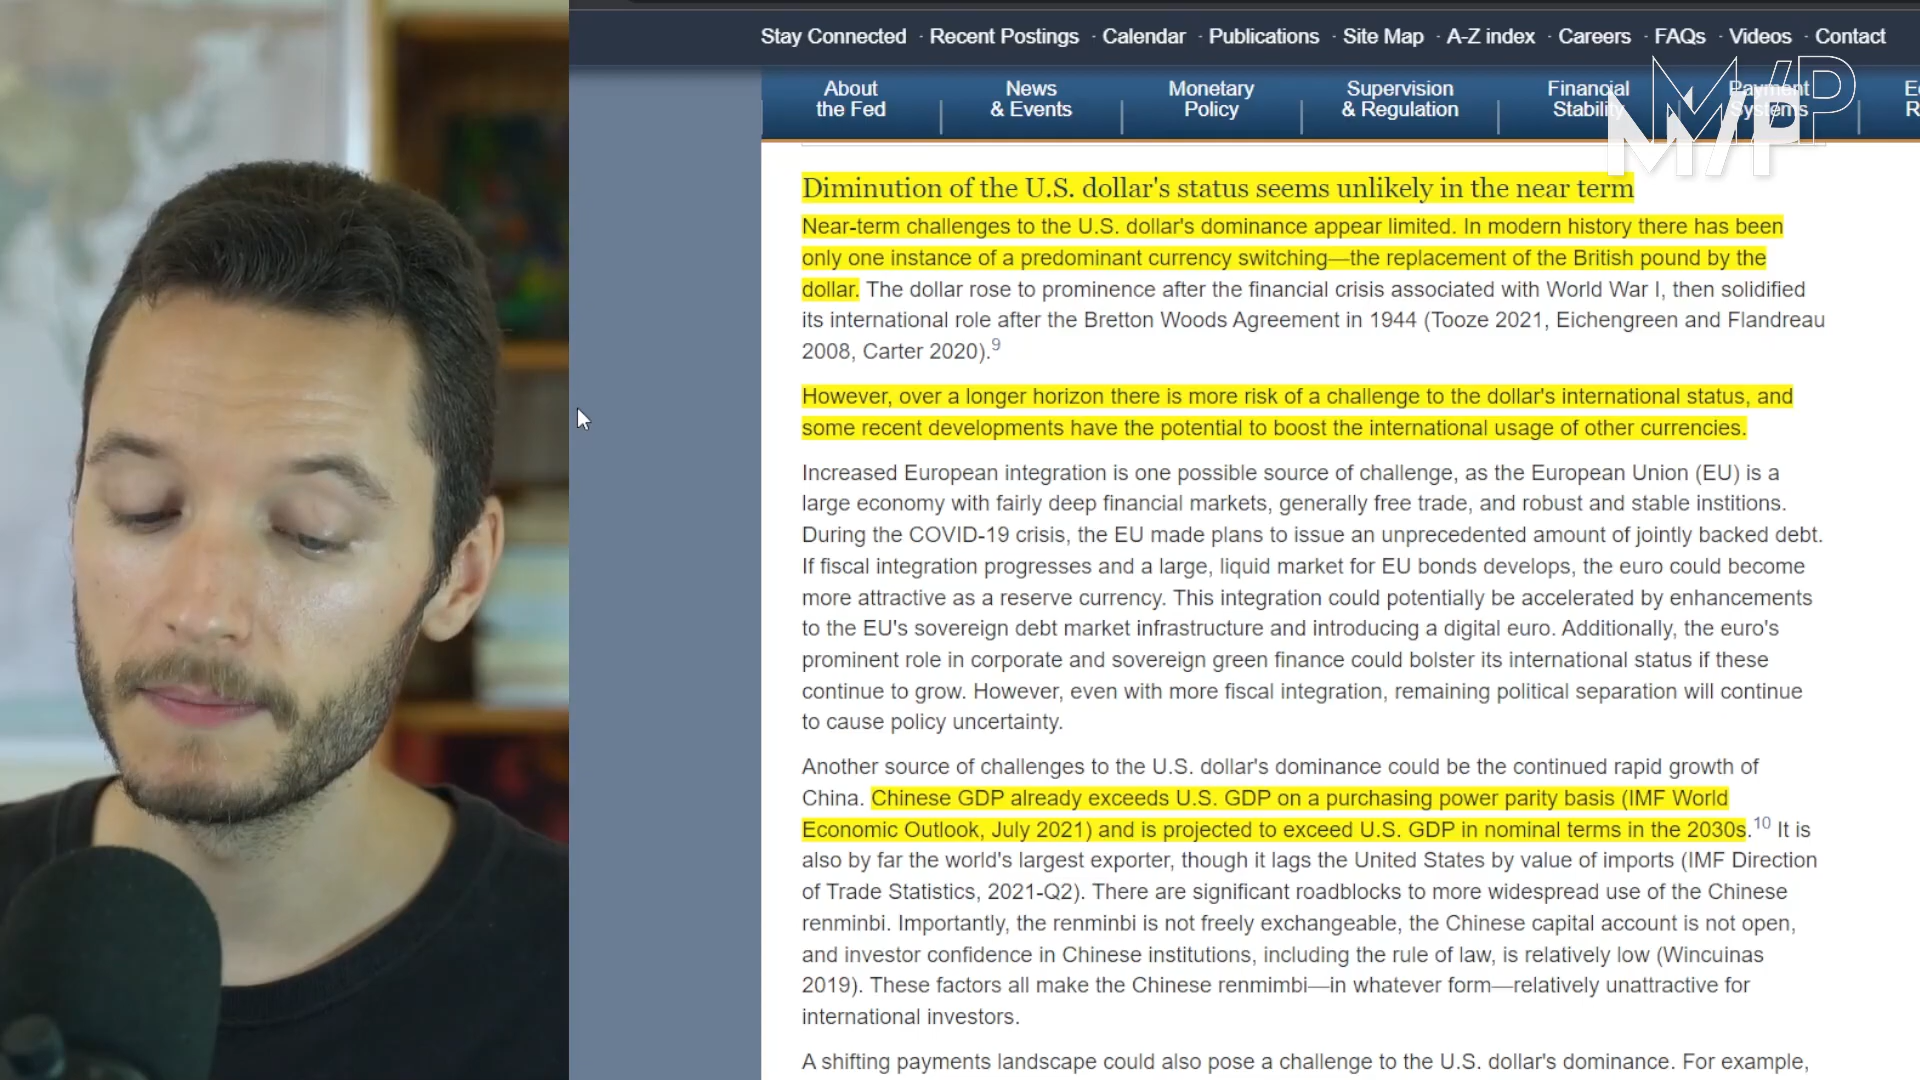 Stay Connected · Recent Postings · Calendar · Publications · Site Map · A-Z index · Careers · FAQs · Videos · Contact
About the Fed
News & Events
Monetary Policy
Supervision & Regulation
Financial Stability
Payment Systems
M/P
M/P
Diminution of the U.S. dollar's status seems unlikely in the near term
Near-term challenges to the U.S. dollar's dominance appear limited. In modern history there has been
only one instance of a predominant currency switching—the replacement of the British pound by the
dollar. The dollar rose to prominence after the financial crisis associated with World War I, then solidified
its international role after the Bretton Woods Agreement in 1944 (Tooze 2021, Eichengreen and Flandreau
2008, Carter 2020).9
However, over a longer horizon there is more risk of a challenge to the dollar's international status, and
some recent developments have the potential to boost the international usage of other currencies.
Increased European integration is one possible source of challenge, as the European Union (EU) is a
large economy with fairly deep financial markets, generally free trade, and robust and stable institions.
During the COVID-19 crisis, the EU made plans to issue an unprecedented amount of jointly backed debt.
If fiscal integration progresses and a large, liquid market for EU bonds develops, the euro could become
more attractive as a reserve currency. This integration could potentially be accelerated by enhancements
to the EU's sovereign debt market infrastructure and introducing a digital euro. Additionally, the euro's
prominent role in corporate and sovereign green finance could bolster its international status if these
continue to grow. However, even with more fiscal integration, remaining political separation will continue
to cause policy uncertainty.
Another source of challenges to the U.S. dollar's dominance could be the continued rapid growth of
China. Chinese GDP already exceeds U.S. GDP on a purchasing power parity basis (IMF World
Economic Outlook, July 2021) and is projected to exceed U.S. GDP in nominal terms in the 2030s.10 It is
also by far the world's largest exporter, though it lags the United States by value of imports (IMF Direction
of Trade Statistics, 2021-Q2). There are significant roadblocks to more widespread use of the Chinese
renminbi. Importantly, the renminbi is not freely exchangeable, the Chinese capital account is not open,
and investor confidence in Chinese institutions, including the rule of law, is relatively low (Wincuinas
2019). These factors all make the Chinese renmimbi—in whatever form—relatively unattractive for
international investors.
A shifting payments landscape could also pose a challenge to the U.S. dollar's dominance. For example,